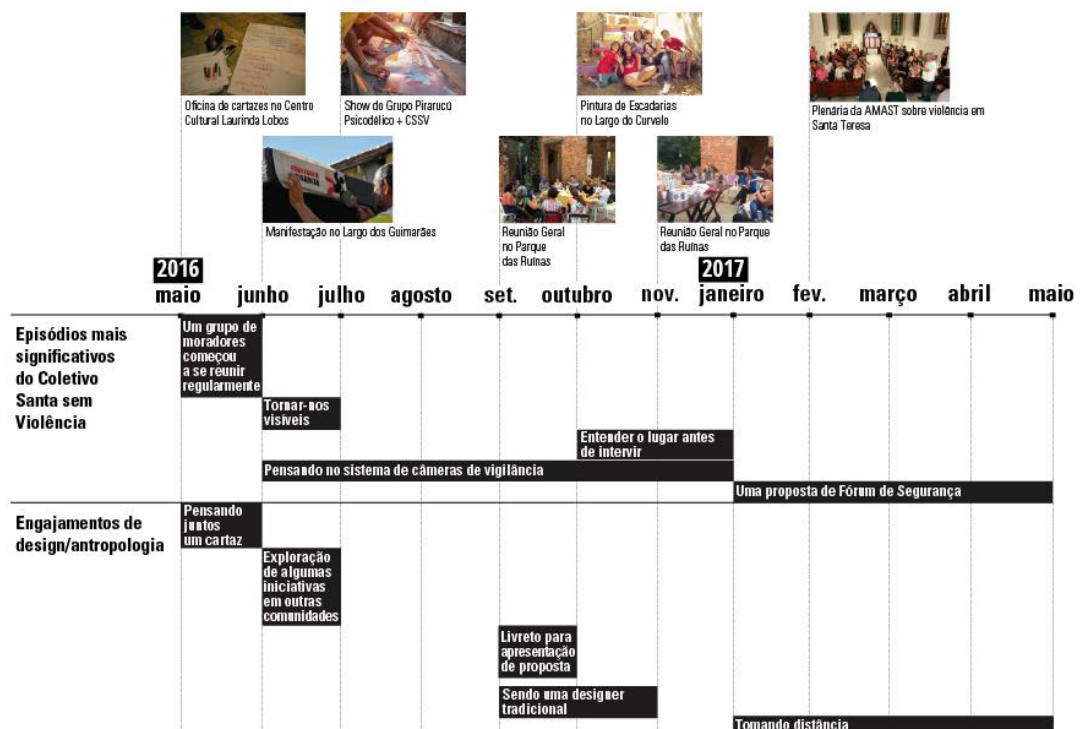 Oficina de cartazes no Centro
Cultural Laurinda Lobos
Show do Grupo Pirarucú
Psicodélico + CSSV
Pintura de Escadarias
no Largo do Curvelo
Plenária da AMAST sobre violência em
Santa Teresa
Manifestação no Largo dos Guimarães
Reunião Geral
no Parque
das Ruínas
Reunião Geral no Parque
das Ruínas
2016
2017
maio junho julho agosto set. outubro nov. janeiro fev. março abril maio
Episódios mais
significativos
do Coletivo
Santa sem
Violência
Um grupo de
moradores
começou
a se reunir
regularmente
Tornar-nos
visíveis
Entender o lugar antes
de intervir
Pensando no sistema de câmeras de vigilância
Uma proposta de Fórum de Segurança
Engajamentos de
design/antropologia
Pensando
juntos
um cartaz
Exploração
de algumas
iniciativas
em outras
comunidades
Livreto para
apresentação
de proposta
Sendo uma designer
tradicional
Tomando distância